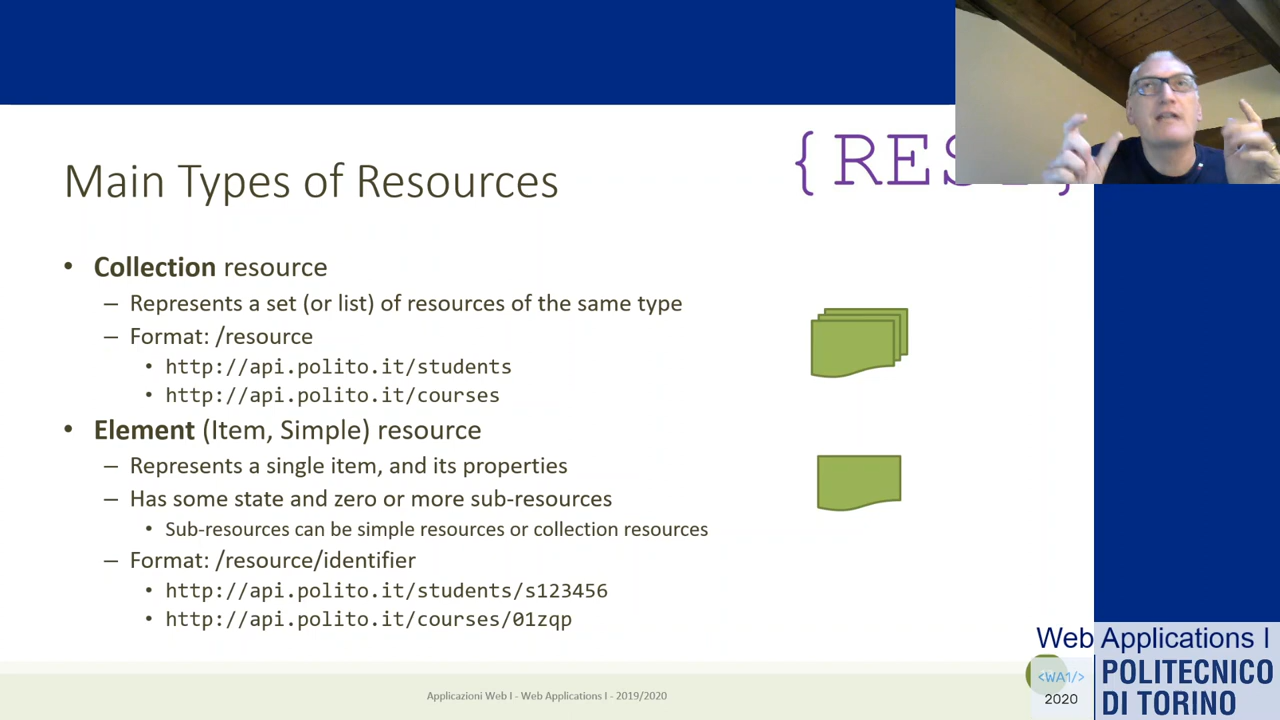 {RES
Main Types of Resources
• Collection resource
– Represents a set (or list) of resources of the same type
– Format: /resource
• http://api.polito.it/students
• http://api.polito.it/courses
• Element (Item, Simple) resource
– Represents a single item, and its properties
– Has some state and zero or more sub-resources
• Sub-resources can be simple resources or collection resources
– Format: /resource/identifier
• http://api.polito.it/students/s123456
• http://api.polito.it/courses/01zqp
Applicazioni Web I - Web Applications I - 2019/2020
Web Applications I
<WA1/>
2020
POLITECNICO
DI TORINO